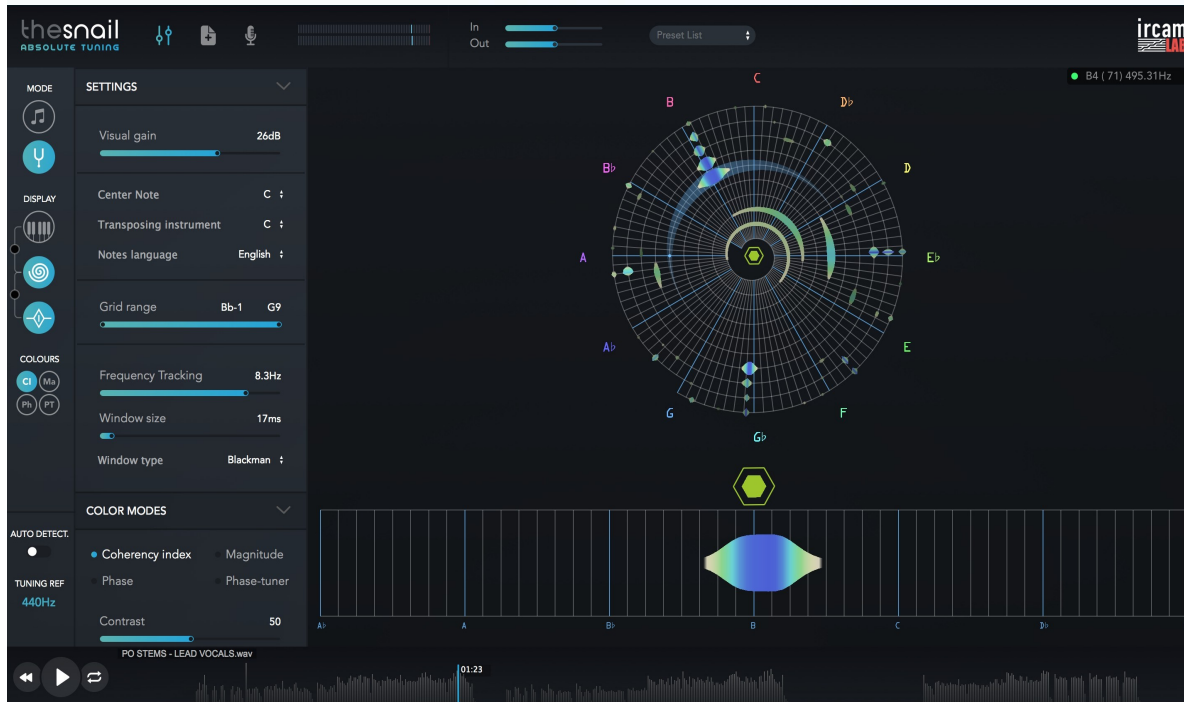 thesnail
ABSOLUTE TUNING
In
Out
Preset List
ircam
LAB
MODE
DISPLAY
COLOURS
CI
Ma
Ph
PT
AUTO DETECT.
TUNING REF
440Hz
SETTINGS
Visual gain 26dB
Center Note C
Transposing instrument C
Notes language English
Grid range Bb-1 G9
Frequency Tracking 8.3Hz
Window size 17ms
Window type Blackman
COLOR MODES
Coherency index Magnitude
Phase Phase-tuner
Contrast 50
B4 ( 71) 495.31Hz
C
D♭
D
E♭
E
F
G♭
G
A♭
A
B♭
B
A♭ A B♭ B C D♭
PO STEMS - LEAD VOCALS.wav
01:23